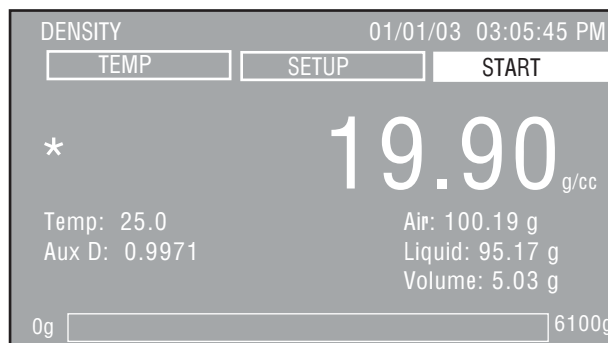 DENSITY 01/01/03 03:05:45 PM
TEMP SETUP START
* 19.90 g/cc
Temp: 25.0 Air: 100.19 g
Aux D: 0.9971 Liquid: 95.17 g
Volume: 5.03 g
0g 6100g